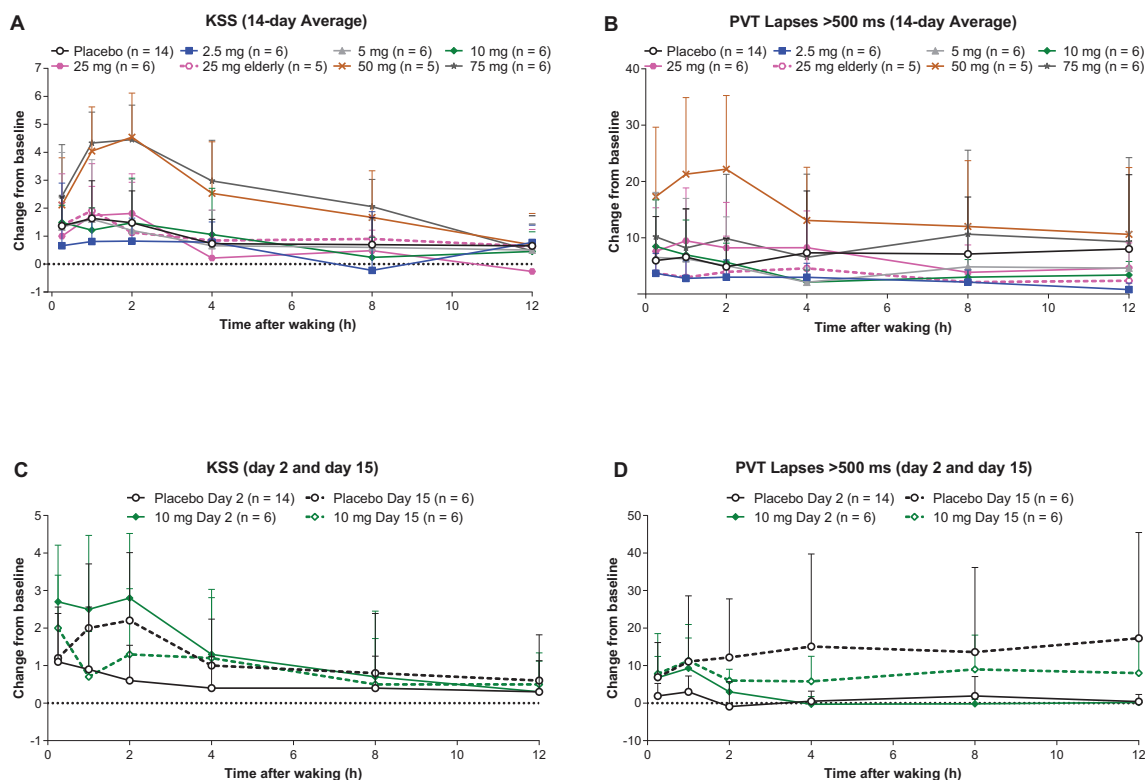 A
KSS (14-day Average)
Placebo (n = 14) 2.5 mg (n = 6) 5 mg (n = 6) 10 mg (n = 6)
25 mg (n = 6) 25 mg elderly (n = 5) 50 mg (n = 5) 75 mg (n = 6)
Change from baseline
7
6
5
4
3
2
1
0
-1
0 2 4 6 8 10 12
Time after waking (h)
B
PVT Lapses >500 ms (14-day Average)
Placebo (n = 14) 2.5 mg (n = 6) 5 mg (n = 6) 10 mg (n = 6)
25 mg (n = 6) 25 mg elderly (n = 5) 50 mg (n = 5) 75 mg (n = 6)
Change from baseline
40
30
20
10
0 2 4 6 8 10 12
Time after waking (h)
C
KSS (day 2 and day 15)
Placebo Day 2 (n = 14) Placebo Day 15 (n = 6)
10 mg Day 2 (n = 6) 10 mg Day 15 (n = 6)
Change from baseline
5
4
3
2
1
0
-1
0 2 4 6 8 10 12
Time after waking (h)
D
PVT Lapses >500 ms (day 2 and day 15)
Placebo Day 2 (n = 14) Placebo Day 15 (n = 6)
10 mg Day 2 (n = 6) 10 mg Day 15 (n = 6)
Change from baseline
50
40
30
20
10
0
-10
0 2 4 6 8 10 12
Time after waking (h)